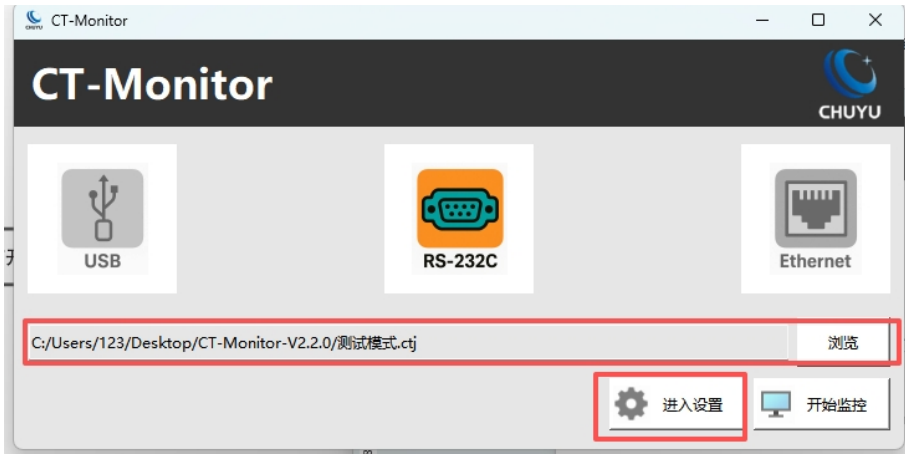 CHUYU CT-Monitor
CT-Monitor
CHUYU
USB
RS-232C
Ethernet
C:/Users/123/Desktop/CT-Monitor-V2.2.0/测试模式.ctj
浏览
进入设置
开始监控